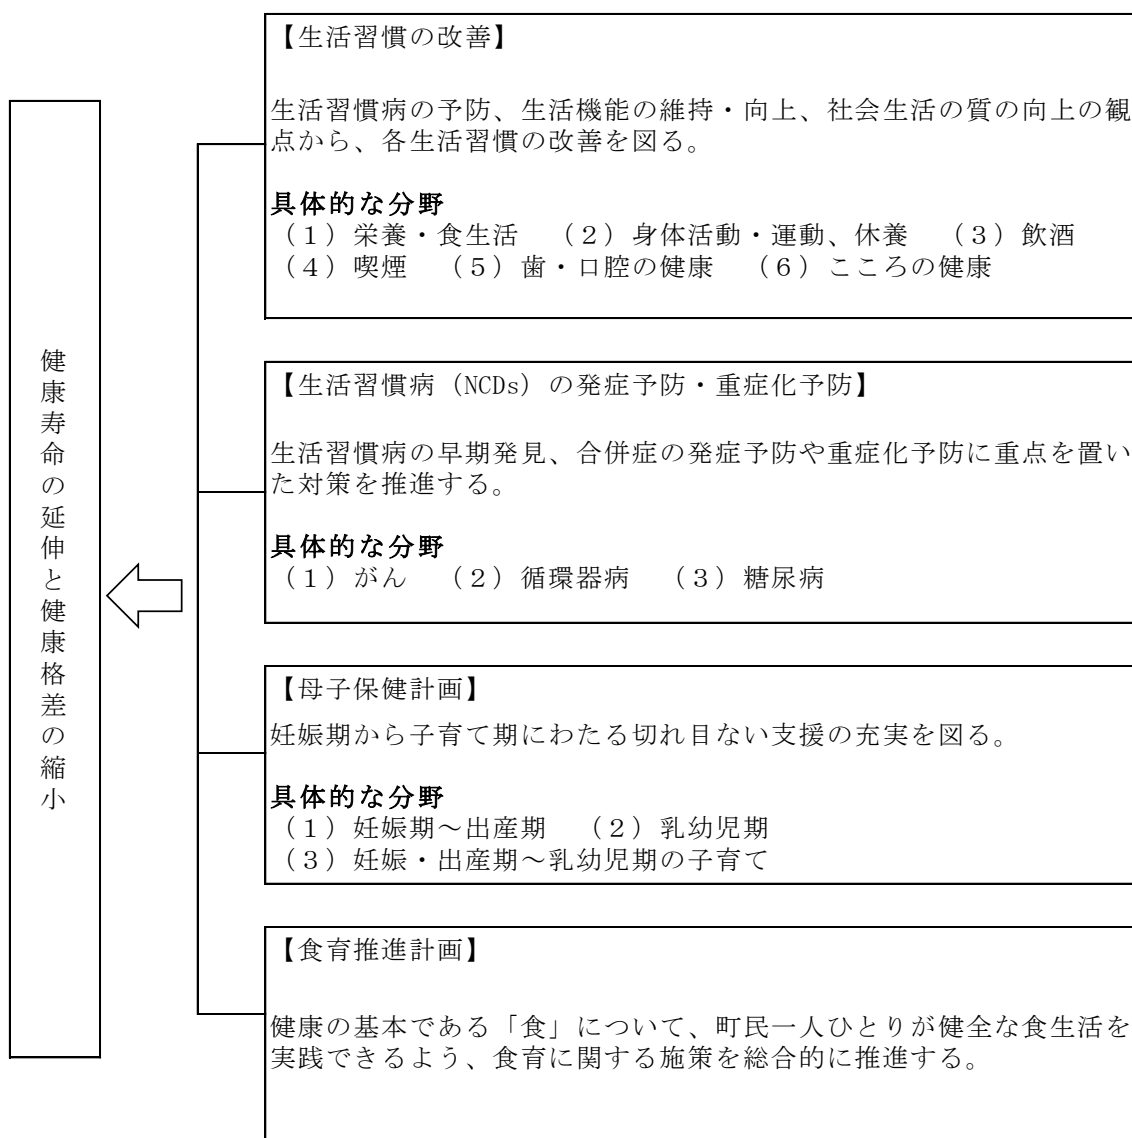 健康寿命の延伸と健康格差の縮小
【生活習慣の改善】
生活習慣病の予防、生活機能の維持・向上、社会生活の質の向上の観
点から、各生活習慣の改善を図る。
具体的な分野
（１）栄養・食生活　（２）身体活動・運動、休養　（３）飲酒
（４）喫煙　（５）歯・口腔の健康　（６）こころの健康
【生活習慣病（NCDs）の発症予防・重症化予防】
生活習慣病の早期発見、合併症の発症予防や重症化予防に重点を置い
た対策を推進する。
具体的な分野
（１）がん　（２）循環器病　（３）糖尿病
【母子保健計画】
妊娠期から子育て期にわたる切れ目ない支援の充実を図る。
具体的な分野
（１）妊娠期～出産期　（２）乳幼児期
（３）妊娠・出産期～乳幼児期の子育て
【食育推進計画】
健康の基本である「食」について、町民一人ひとりが健全な食生活を
実践できるよう、食育に関する施策を総合的に推進する。